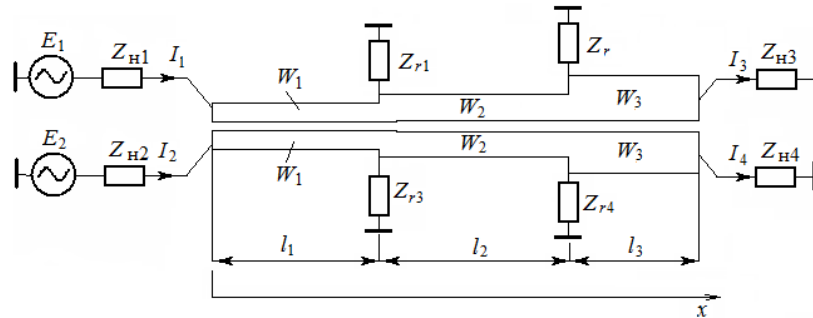 E₁ Zн1 I₁ Zr1 Zr I₃ Zн3
W₁ W₂ W₃
E₂ Zн2 I₂ W₂ W₃ I₄ Zн4
W₁ Zr3 Zr4
l₁ l₂ l₃
x